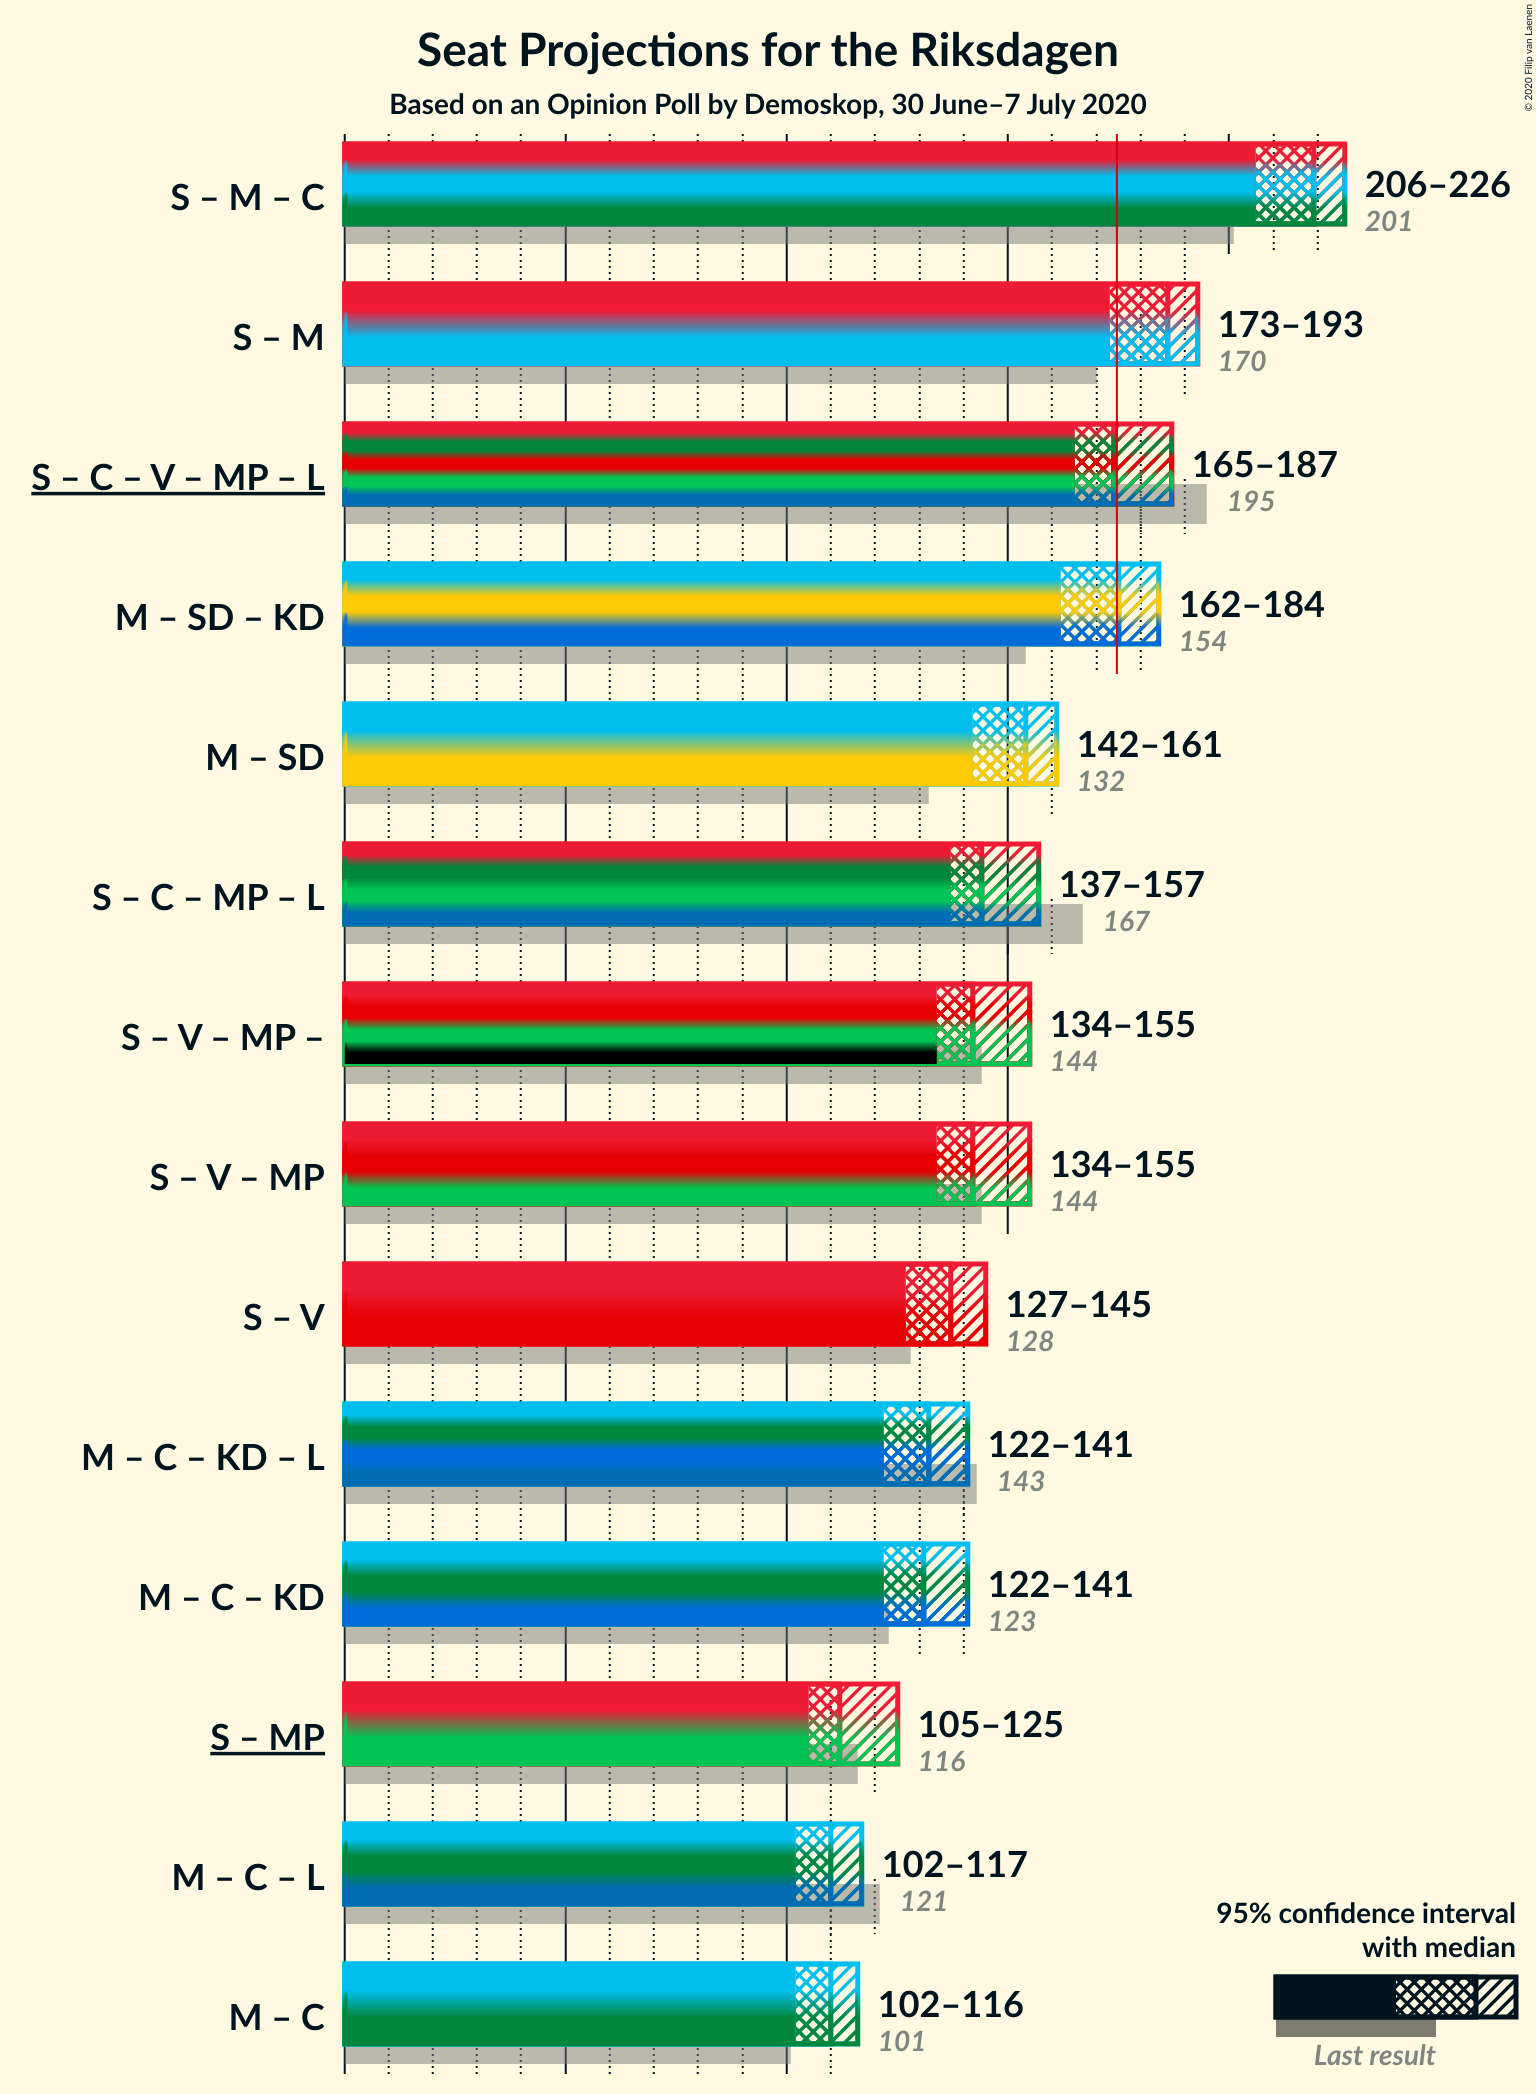 Seat Projections for the Riksdagen
Based on an Opinion Poll by Demoskop, 30 June–7 July 2020
© 2020 Filip van Laenen
S – M – C
206–226
201
S – M
173–193
170
S – C – V – MP – L
165–187
195
M – SD – KD
162–184
154
M – SD
142–161
132
S – C – MP – L
137–157
167
S – V – MP –
134–155
144
S – V – MP
134–155
144
S – V
127–145
128
M – C – KD – L
122–141
143
M – C – KD
122–141
123
S – MP
105–125
116
M – C – L
102–117
121
M – C
102–116
101
95% confidence interval
with median
Last result